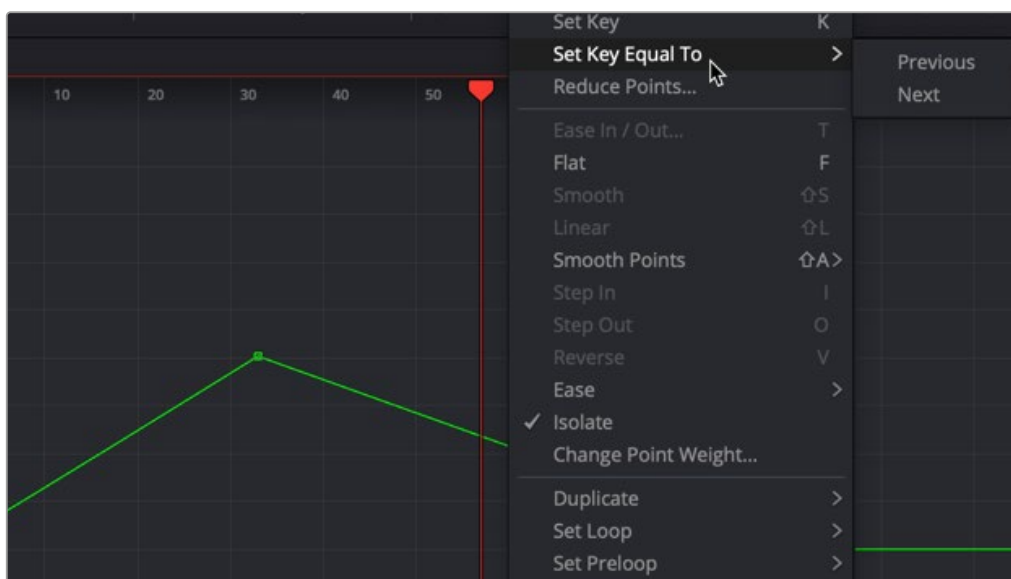 Set Key K
Set Key Equal To >
Previous
Reduce Points...
Next
10 20 30 40 50
Ease In / Out... T
Flat F
Smooth ⇧S
Linear ⇧L
Smooth Points ⇧A>
Step In I
Step Out O
Reverse V
Ease >
✓ Isolate
Change Point Weight...
Duplicate >
Set Loop >
Set Preloop >